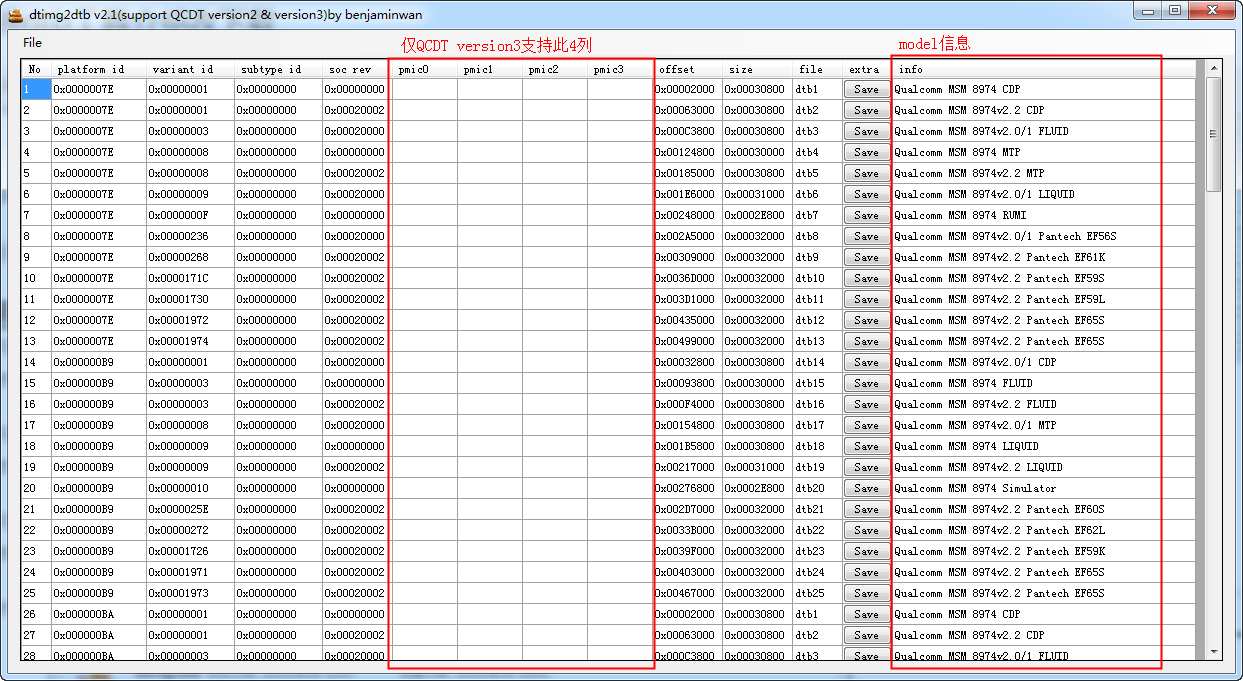 dtimg2dtb v2.1(support QCDT version2 & version3)by benjaminwan
File
仅QCDT version3支持此4列 model信息
No platform id variant id subtype id soc rev pmic0 pmic1 pmic2 pmic3 offset size file extra info
1 0x0000007E 0x00000001 0x00000000 0x00000000 0x00002000 0x00030800 dtb1 Save Qualcomm MSM 8974 CDP
2 0x0000007E 0x00000001 0x00000000 0x00020002 0x00063000 0x00030800 dtb2 Save Qualcomm MSM 8974v2.2 CDP
3 0x0000007E 0x00000003 0x00000000 0x00020000 0x000C3800 0x00030800 dtb3 Save Qualcomm MSM 8974v2.0/1 FLUID
4 0x0000007E 0x00000008 0x00000000 0x00000000 0x00124800 0x00030000 dtb4 Save Qualcomm MSM 8974 MTP
5 0x0000007E 0x00000008 0x00000000 0x00020002 0x00185000 0x00030800 dtb5 Save Qualcomm MSM 8974v2.2 MTP
6 0x0000007E 0x00000009 0x00000000 0x00020000 0x001E6000 0x00031000 dtb6 Save Qualcomm MSM 8974v2.0/1 LIQUID
7 0x0000007E 0x0000000F 0x00000000 0x00000000 0x00248000 0x0002E800 dtb7 Save Qualcomm MSM 8974 RUMI
8 0x0000007E 0x00000236 0x00000000 0x00020000 0x002A5000 0x00032000 dtb8 Save Qualcomm MSM 8974v2.0/1 Pantech EF56S
9 0x0000007E 0x00000268 0x00000000 0x00020002 0x00309000 0x00032000 dtb9 Save Qualcomm MSM 8974v2.2 Pantech EF61K
10 0x0000007E 0x0000171C 0x00000000 0x00020002 0x0036D000 0x00032000 dtb10 Save Qualcomm MSM 8974v2.2 Pantech EF59S
11 0x0000007E 0x00001730 0x00000000 0x00020002 0x003D1000 0x00032000 dtb11 Save Qualcomm MSM 8974v2.2 Pantech EF59L
12 0x0000007E 0x00001972 0x00000000 0x00020002 0x00435000 0x00032000 dtb12 Save Qualcomm MSM 8974v2.2 Pantech EF65S
13 0x0000007E 0x00001974 0x00000000 0x00020002 0x00499000 0x00032000 dtb13 Save Qualcomm MSM 8974v2.2 Pantech EF65S
14 0x000000B9 0x00000001 0x00000000 0x00020000 0x00032800 0x00030800 dtb14 Save Qualcomm MSM 8974v2.0/1 CDP
15 0x000000B9 0x00000003 0x00000000 0x00000000 0x00093800 0x00030000 dtb15 Save Qualcomm MSM 8974 FLUID
16 0x000000B9 0x00000003 0x00000000 0x00020002 0x000F4000 0x00030800 dtb16 Save Qualcomm MSM 8974v2.2 FLUID
17 0x000000B9 0x00000008 0x00000000 0x00020000 0x00154800 0x00030800 dtb17 Save Qualcomm MSM 8974v2.0/1 MTP
18 0x000000B9 0x00000009 0x00000000 0x00000000 0x001B5800 0x00030800 dtb18 Save Qualcomm MSM 8974 LIQUID
19 0x000000B9 0x00000009 0x00000000 0x00020002 0x00217000 0x00031000 dtb19 Save Qualcomm MSM 8974v2.2 LIQUID
20 0x000000B9 0x00000010 0x00000000 0x00000000 0x00276800 0x0002E800 dtb20 Save Qualcomm MSM 8974 Simulator
21 0x000000B9 0x0000025E 0x00000000 0x00020002 0x002D7000 0x00032000 dtb21 Save Qualcomm MSM 8974v2.2 Pantech EF60S
22 0x000000B9 0x00000272 0x00000000 0x00020002 0x0033B000 0x00032000 dtb22 Save Qualcomm MSM 8974v2.2 Pantech EF62L
23 0x000000B9 0x00001726 0x00000000 0x00020002 0x0039F000 0x00032000 dtb23 Save Qualcomm MSM 8974v2.2 Pantech EF59K
24 0x000000B9 0x00001971 0x00000000 0x00020002 0x00403000 0x00032000 dtb24 Save Qualcomm MSM 8974v2.2 Pantech EF65S
25 0x000000B9 0x00001973 0x00000000 0x00020002 0x00467000 0x00032000 dtb25 Save Qualcomm MSM 8974v2.2 Pantech EF65S
26 0x000000BA 0x00000001 0x00000000 0x00000000 0x00002000 0x00030800 dtb1 Save Qualcomm MSM 8974 CDP
27 0x000000BA 0x00000001 0x00000000 0x00020002 0x00063000 0x00030800 dtb2 Save Qualcomm MSM 8974v2.2 CDP
28 0x000000BA 0x00000003 0x00000000 0x00020000 0x000C3800 0x00030800 dtb3 Save Qualcomm MSM 8974v2.0/1 FLUID